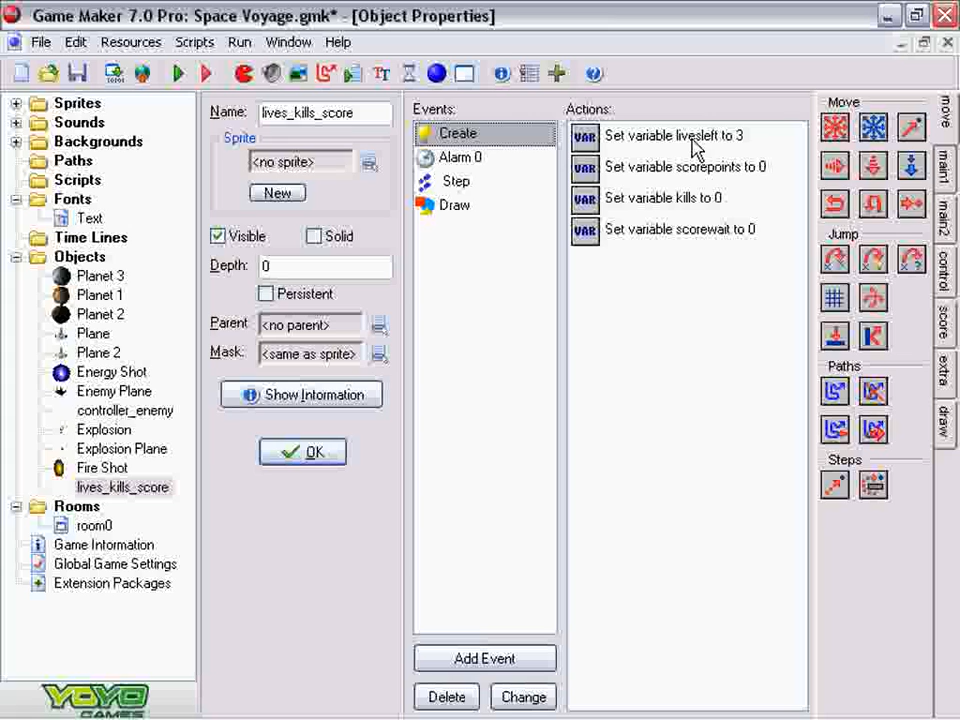 Game Maker 7.0 Pro: Space Voyage.gmk* - [Object Properties]
File Edit Resources Scripts Run Window Help
Sprites
Sounds
Backgrounds
Paths
Scripts
Fonts
Text
Time Lines
Objects
Planet 3
Planet 1
Planet 2
Plane
Plane 2
Energy Shot
Enemy Plane
controller_enemy
Explosion
Explosion Plane
Fire Shot
lives_kills_score
Rooms
room0
Game Information
Global Game Settings
Extension Packages
YOYO
GAMES
Name: lives_kills_score
Sprite
<no sprite>
New
Visible Solid
Depth: 0
Persistent
Parent: <no parent>
Mask: <same as sprite>
Show Information
OK
Events:
Create
Alarm 0
Step
Draw
Add Event
Delete Change
Actions:
VAR Set variable livesleft to 3
VAR Set variable scorepoints to 0
VAR Set variable kills to 0
VAR Set variable scorewait to 0
Move
Jump
Paths
Steps
move
main1
main2
control
score
extra
draw